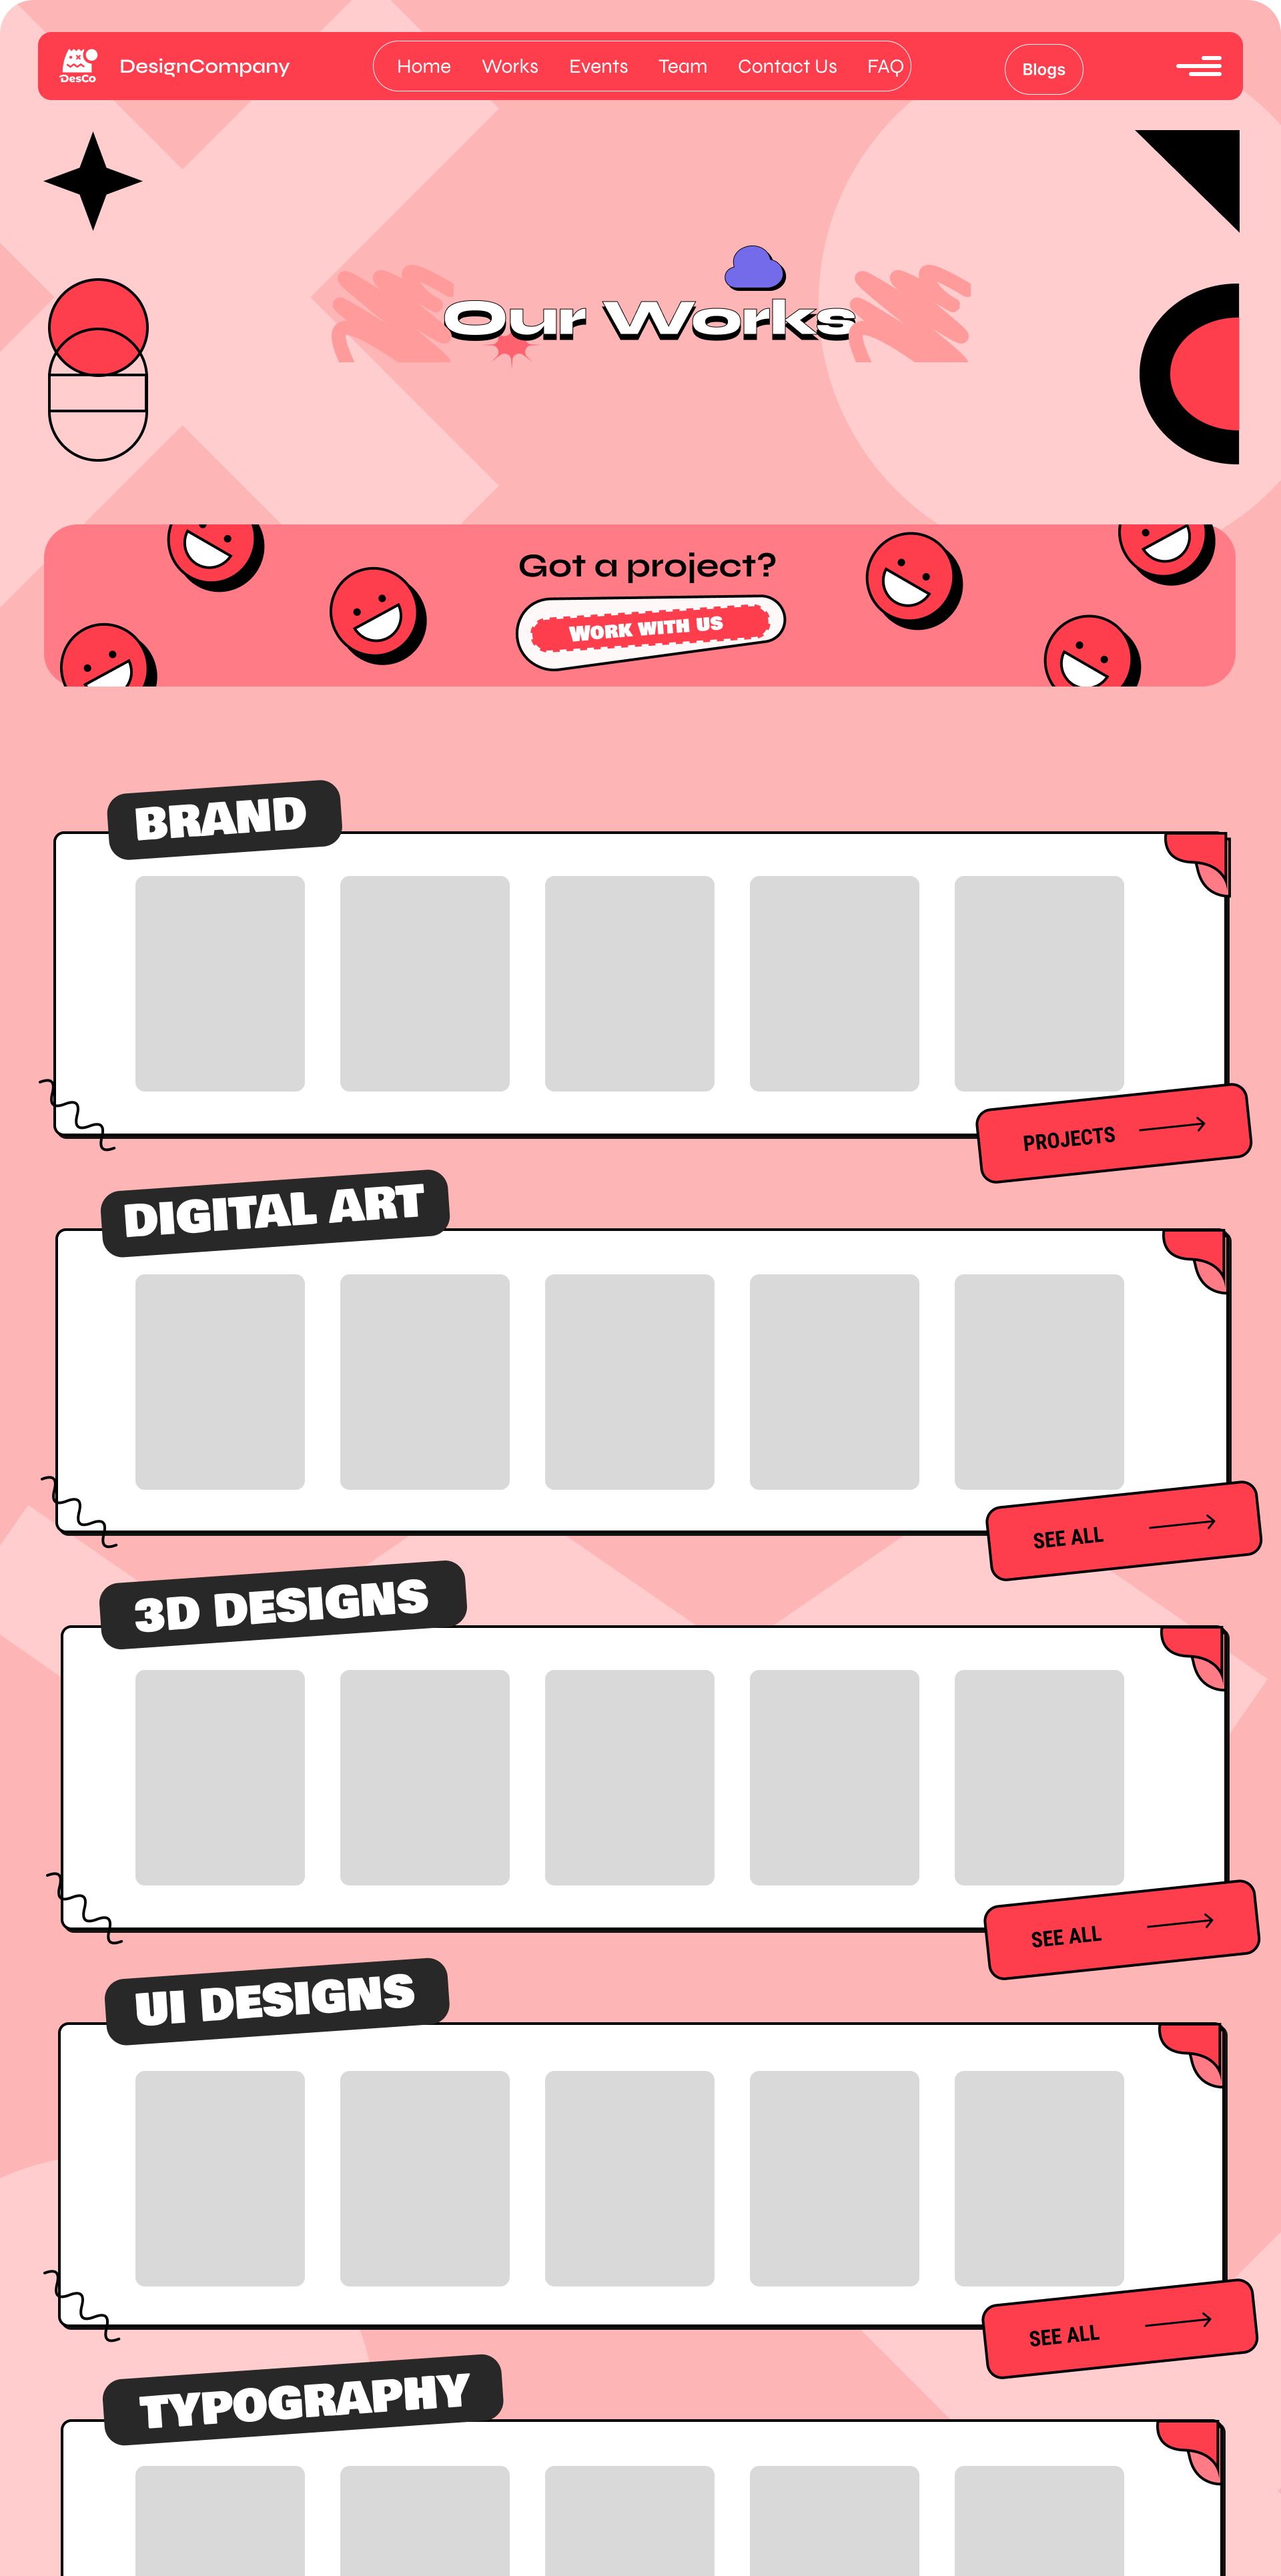 DesCo
DesignCompany
Home Works Events Team Contact Us FAQ
Blogs
Our Works
Got a project?
WORK WITH US
BRAND
PROJECTS
DIGITAL ART
SEE ALL
3D DESIGNS
SEE ALL
UI DESIGNS
SEE ALL
TYPOGRAPHY